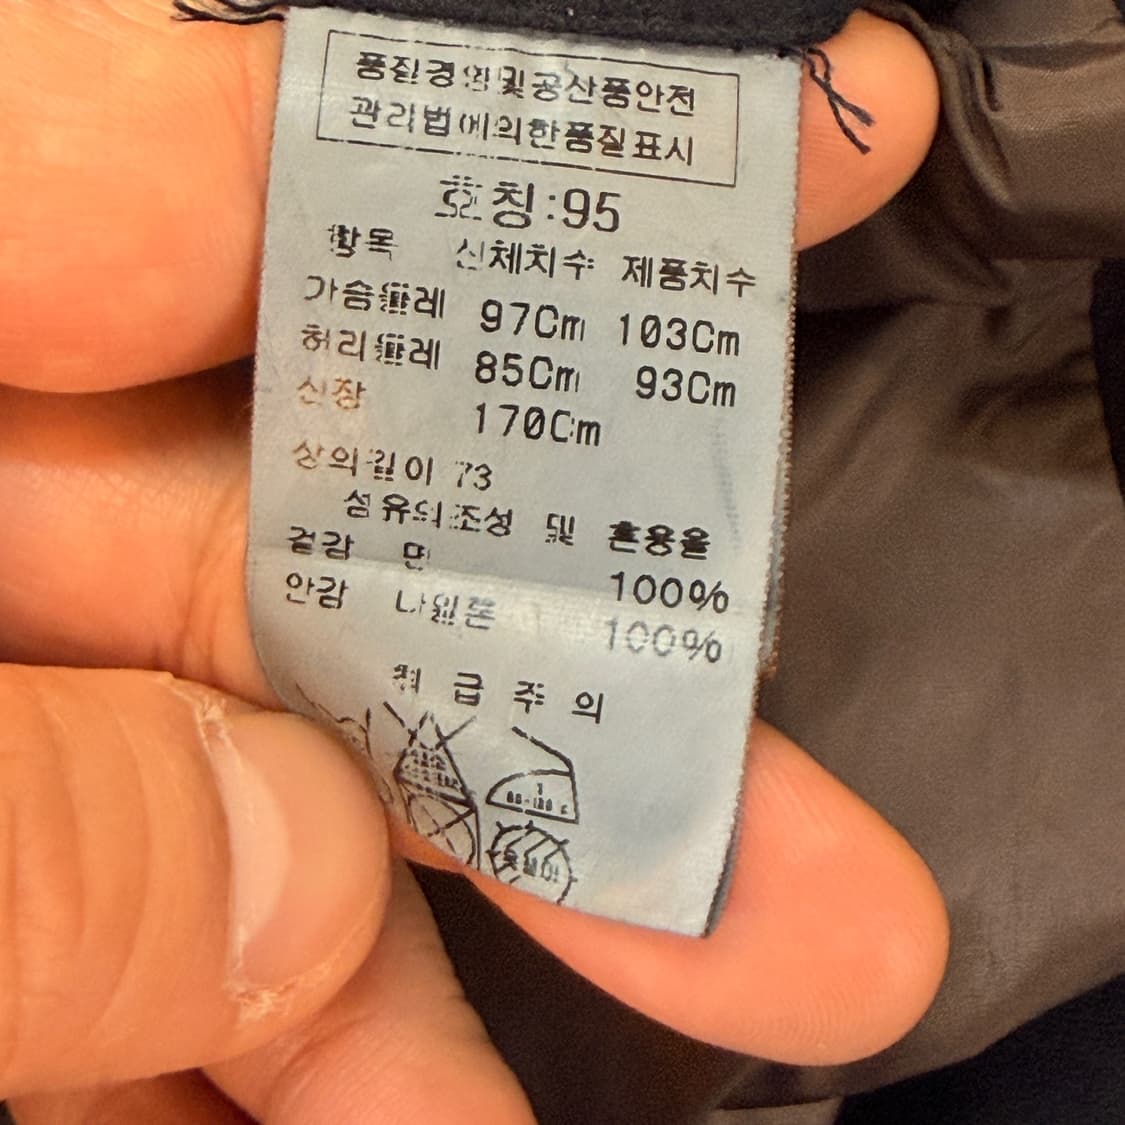 품질경영및공산품안전
관리법에의한품질표시
호칭:95
항목 신체치수 제품치수
가슴둘레 97Cm 103Cm
허리둘레 85Cm 93Cm
신장 170Cm
상의길이 73
섬유의조성 및 혼용율
겉감 면 100%
안감 나일론 100%
취급주의